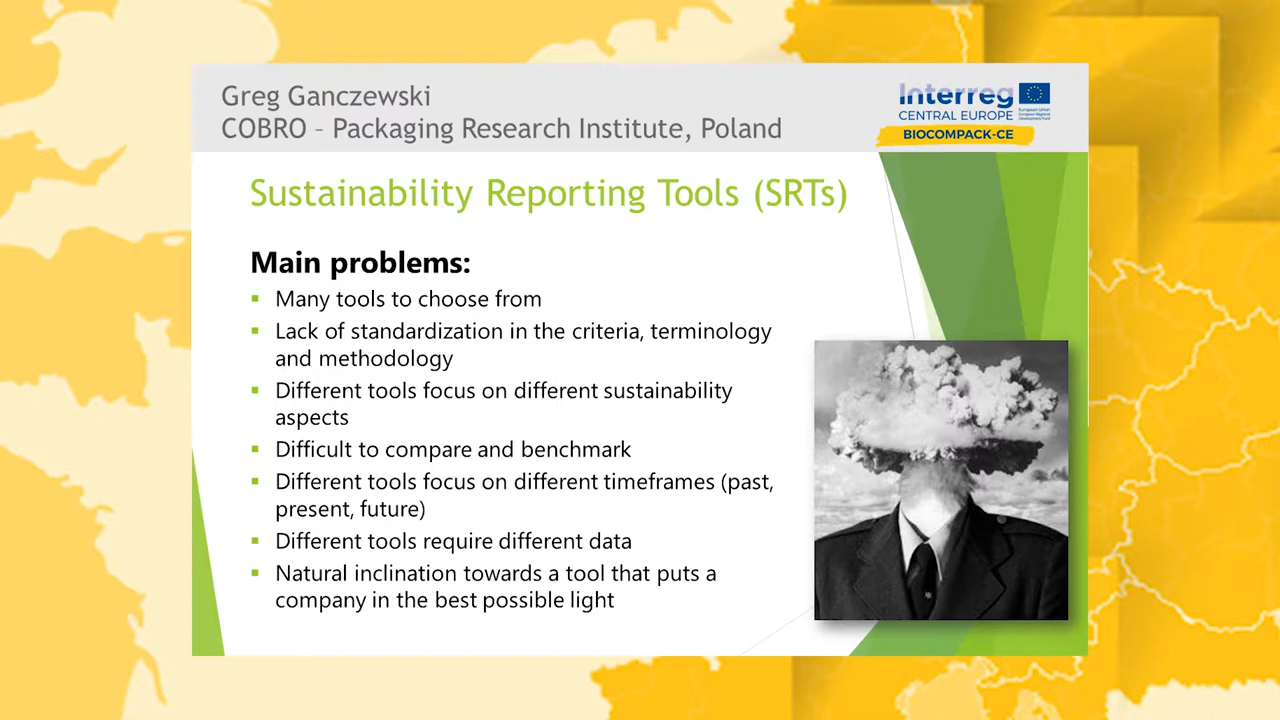 Greg Ganczewski
COBRO – Packaging Research Institute, Poland
Interreg
CENTRAL EUROPE
European Union
European Regional
Development Fund
BIOCOMPACK-CE
Sustainability Reporting Tools (SRTs)
Main problems:
Many tools to choose from
Lack of standardization in the criteria, terminology
and methodology
Different tools focus on different sustainability
aspects
Difficult to compare and benchmark
Different tools focus on different timeframes (past,
present, future)
Different tools require different data
Natural inclination towards a tool that puts a
company in the best possible light